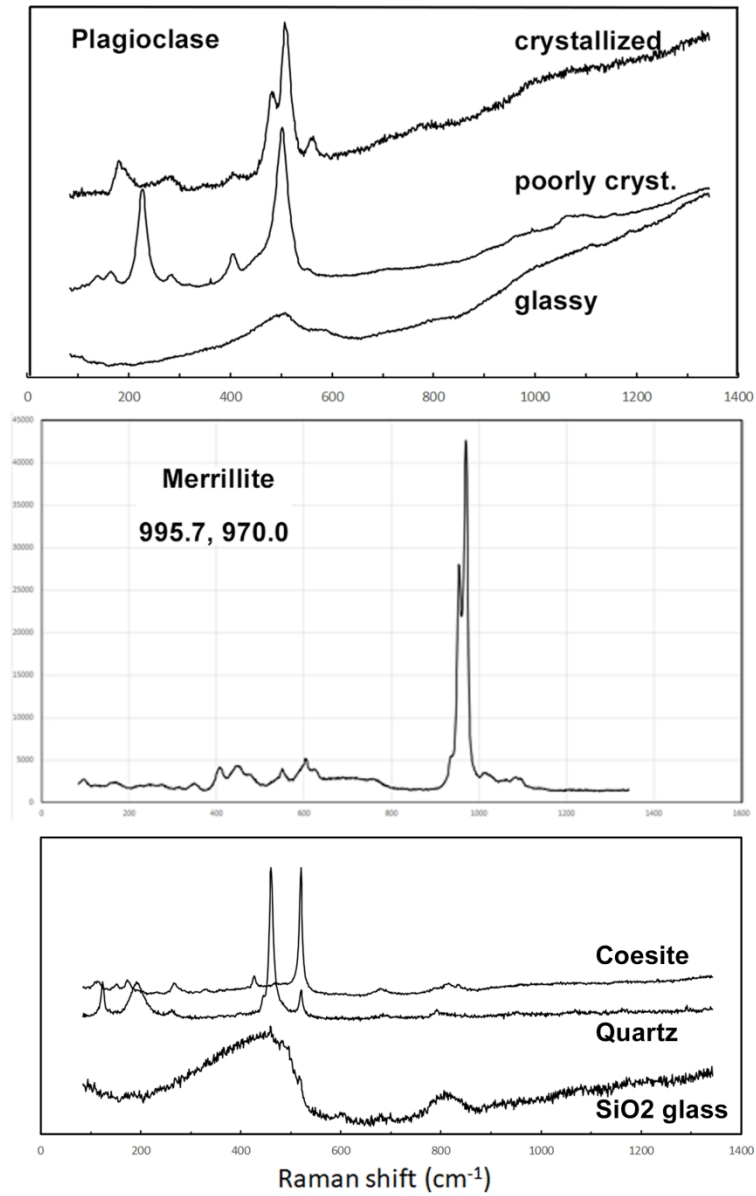 Plagioclase
crystallized
poorly cryst.
glassy
0 200 400 600 800 1000 1200 1400
45000
40000
35000
30000
25000
20000
15000
10000
5000
0
Merrillite
995.7, 970.0
0 200 400 600 800 1000 1200 1400 1600
Coesite
Quartz
SiO2 glass
0 200 400 600 800 1000 1200 1400
Raman shift (cm⁻¹)